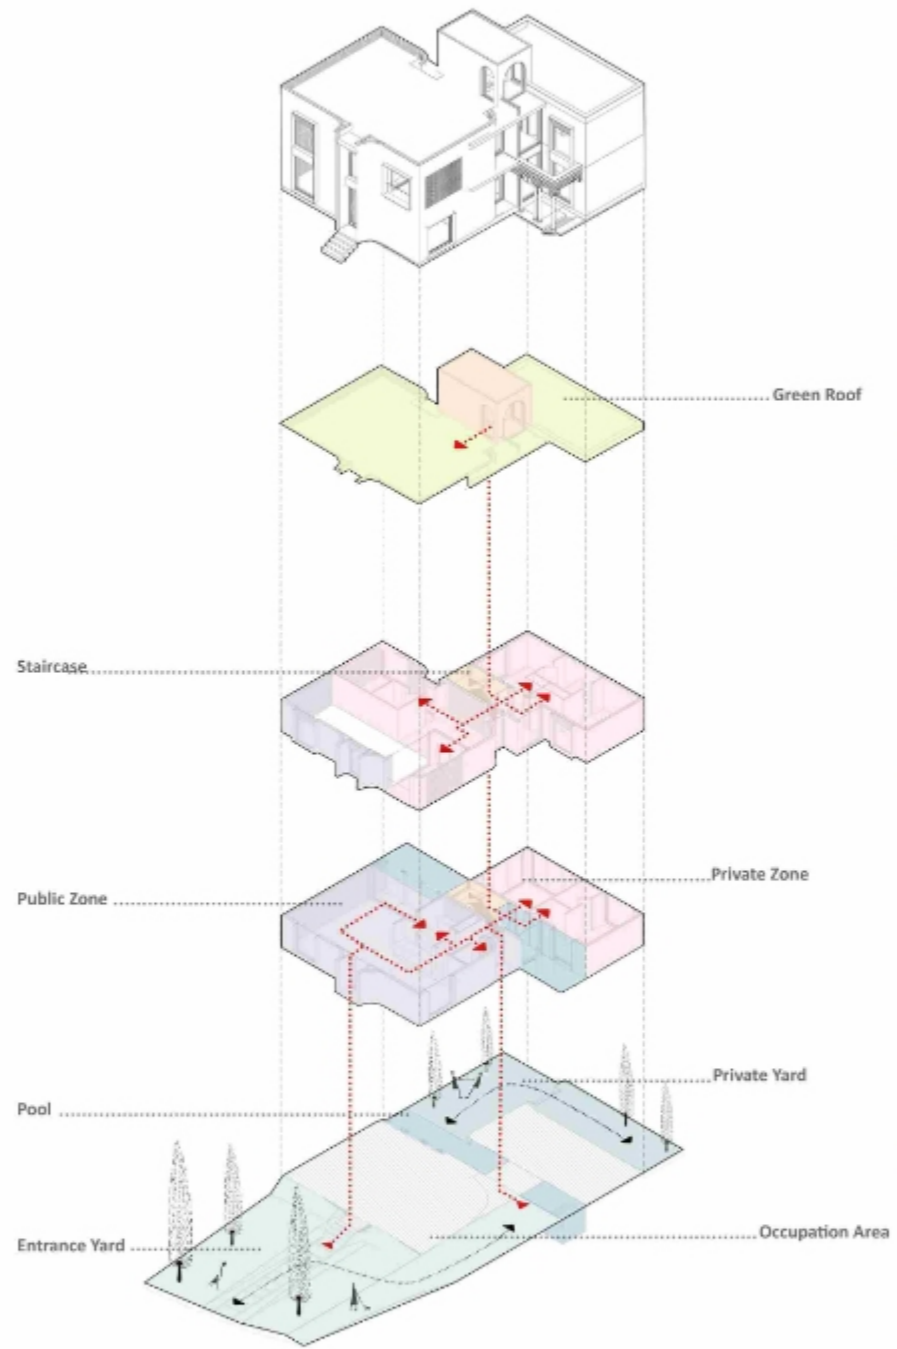 Green Roof
Staircase
Private Zone
Public Zone
Private Yard
Pool
Occupation Area
Entrance Yard